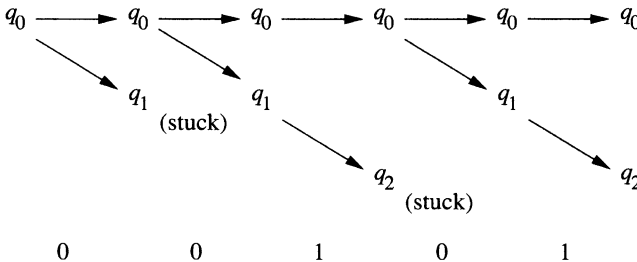 q0 q0 q0 q0 q0 q0
q1 q1 q1
(stuck)
q2 q2
(stuck)
0 0 1 0 1